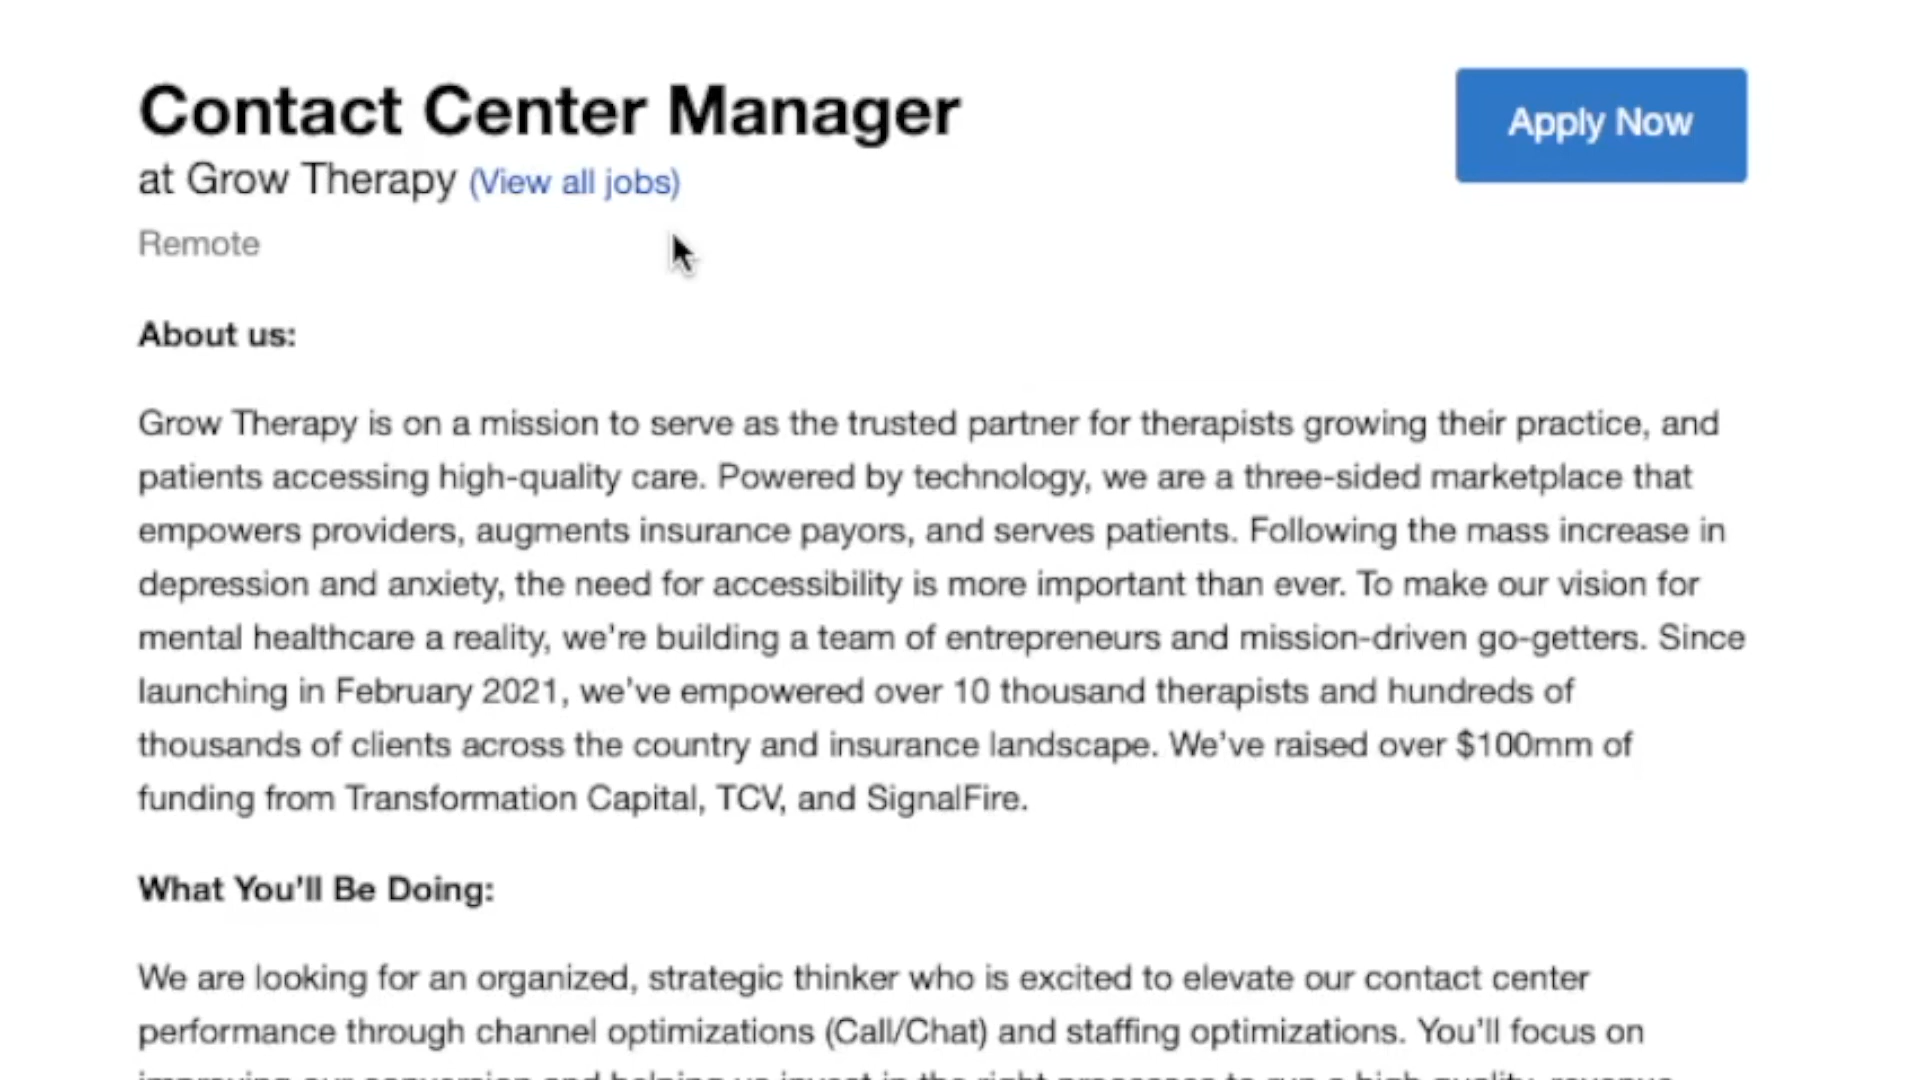 Contact Center Manager
Apply Now
at Grow Therapy (View all jobs)
Remote
About us:
Grow Therapy is on a mission to serve as the trusted partner for therapists growing their practice, and
patients accessing high-quality care. Powered by technology, we are a three-sided marketplace that
empowers providers, augments insurance payors, and serves patients. Following the mass increase in
depression and anxiety, the need for accessibility is more important than ever. To make our vision for
mental healthcare a reality, we’re building a team of entrepreneurs and mission-driven go-getters. Since
launching in February 2021, we’ve empowered over 10 thousand therapists and hundreds of
thousands of clients across the country and insurance landscape. We’ve raised over $100mm of
funding from Transformation Capital, TCV, and SignalFire.
What You’ll Be Doing:
We are looking for an organized, strategic thinker who is excited to elevate our contact center
performance through channel optimizations (Call/Chat) and staffing optimizations. You’ll focus on